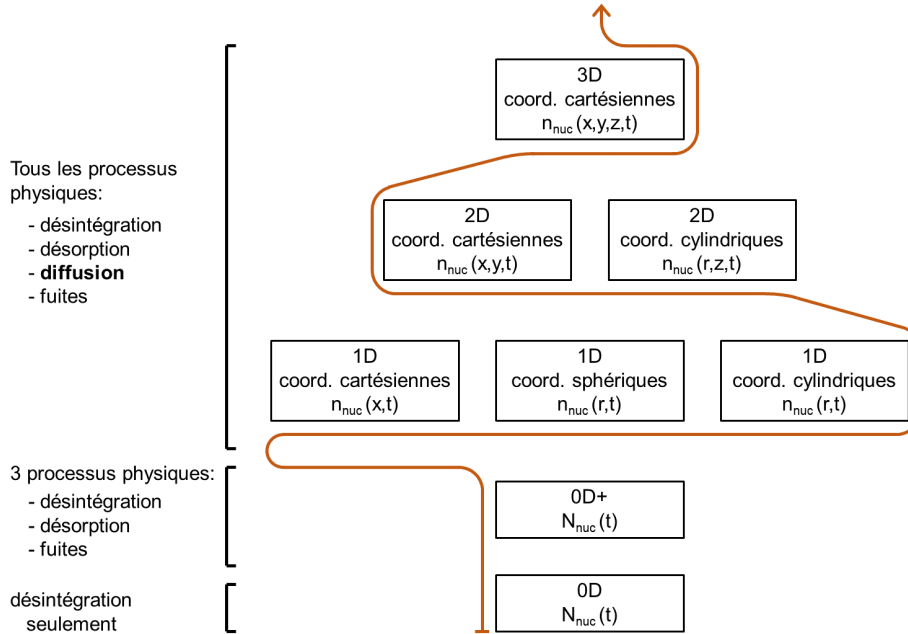 3D
coord. cartésiennes
nnuc(x,y,z,t)
Tous les processus
physiques:
- désintégration
- désorption
- diffusion
- fuites
2D
coord. cartésiennes
nnuc(x,y,t)
2D
coord. cylindriques
nnuc(r,z,t)
1D
coord. cartésiennes
nnuc(x,t)
1D
coord. sphériques
nnuc(r,t)
1D
coord. cylindriques
nnuc(r,t)
3 processus physiques:
- désintégration
- désorption
- fuites
0D+
Nnuc(t)
désintégration
seulement
0D
Nnuc(t)